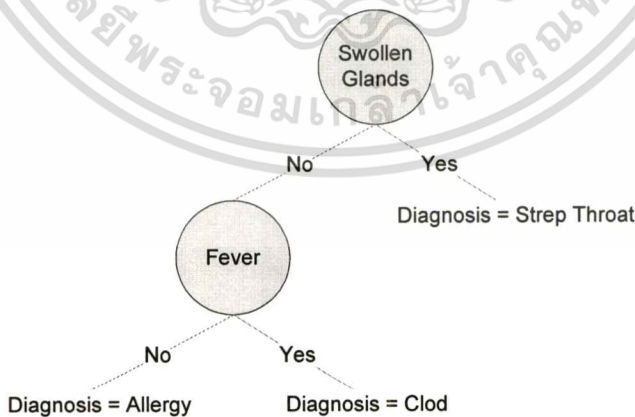 Swollen
Glands
No
Yes
Diagnosis = Strep Throat
Fever
No
Yes
Diagnosis = Allergy
Diagnosis = Clod